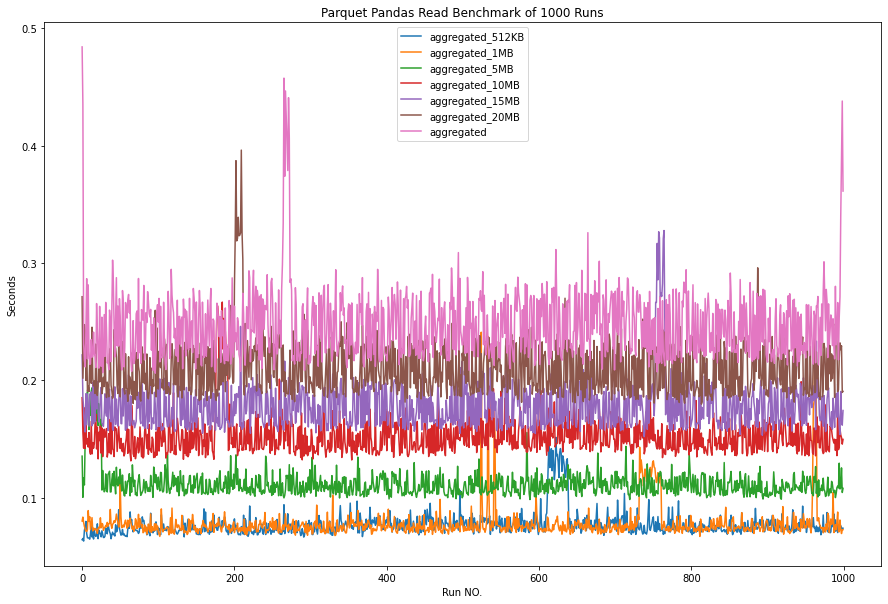 Parquet Pandas Read Benchmark of 1000 Runs
aggregated_512KB
aggregated_1MB
aggregated_5MB
aggregated_10MB
aggregated_15MB
aggregated_20MB
aggregated
0.5
0.4
0.3
0.2
0.1
Seconds
0
200
400
600
800
1000
Run NO.